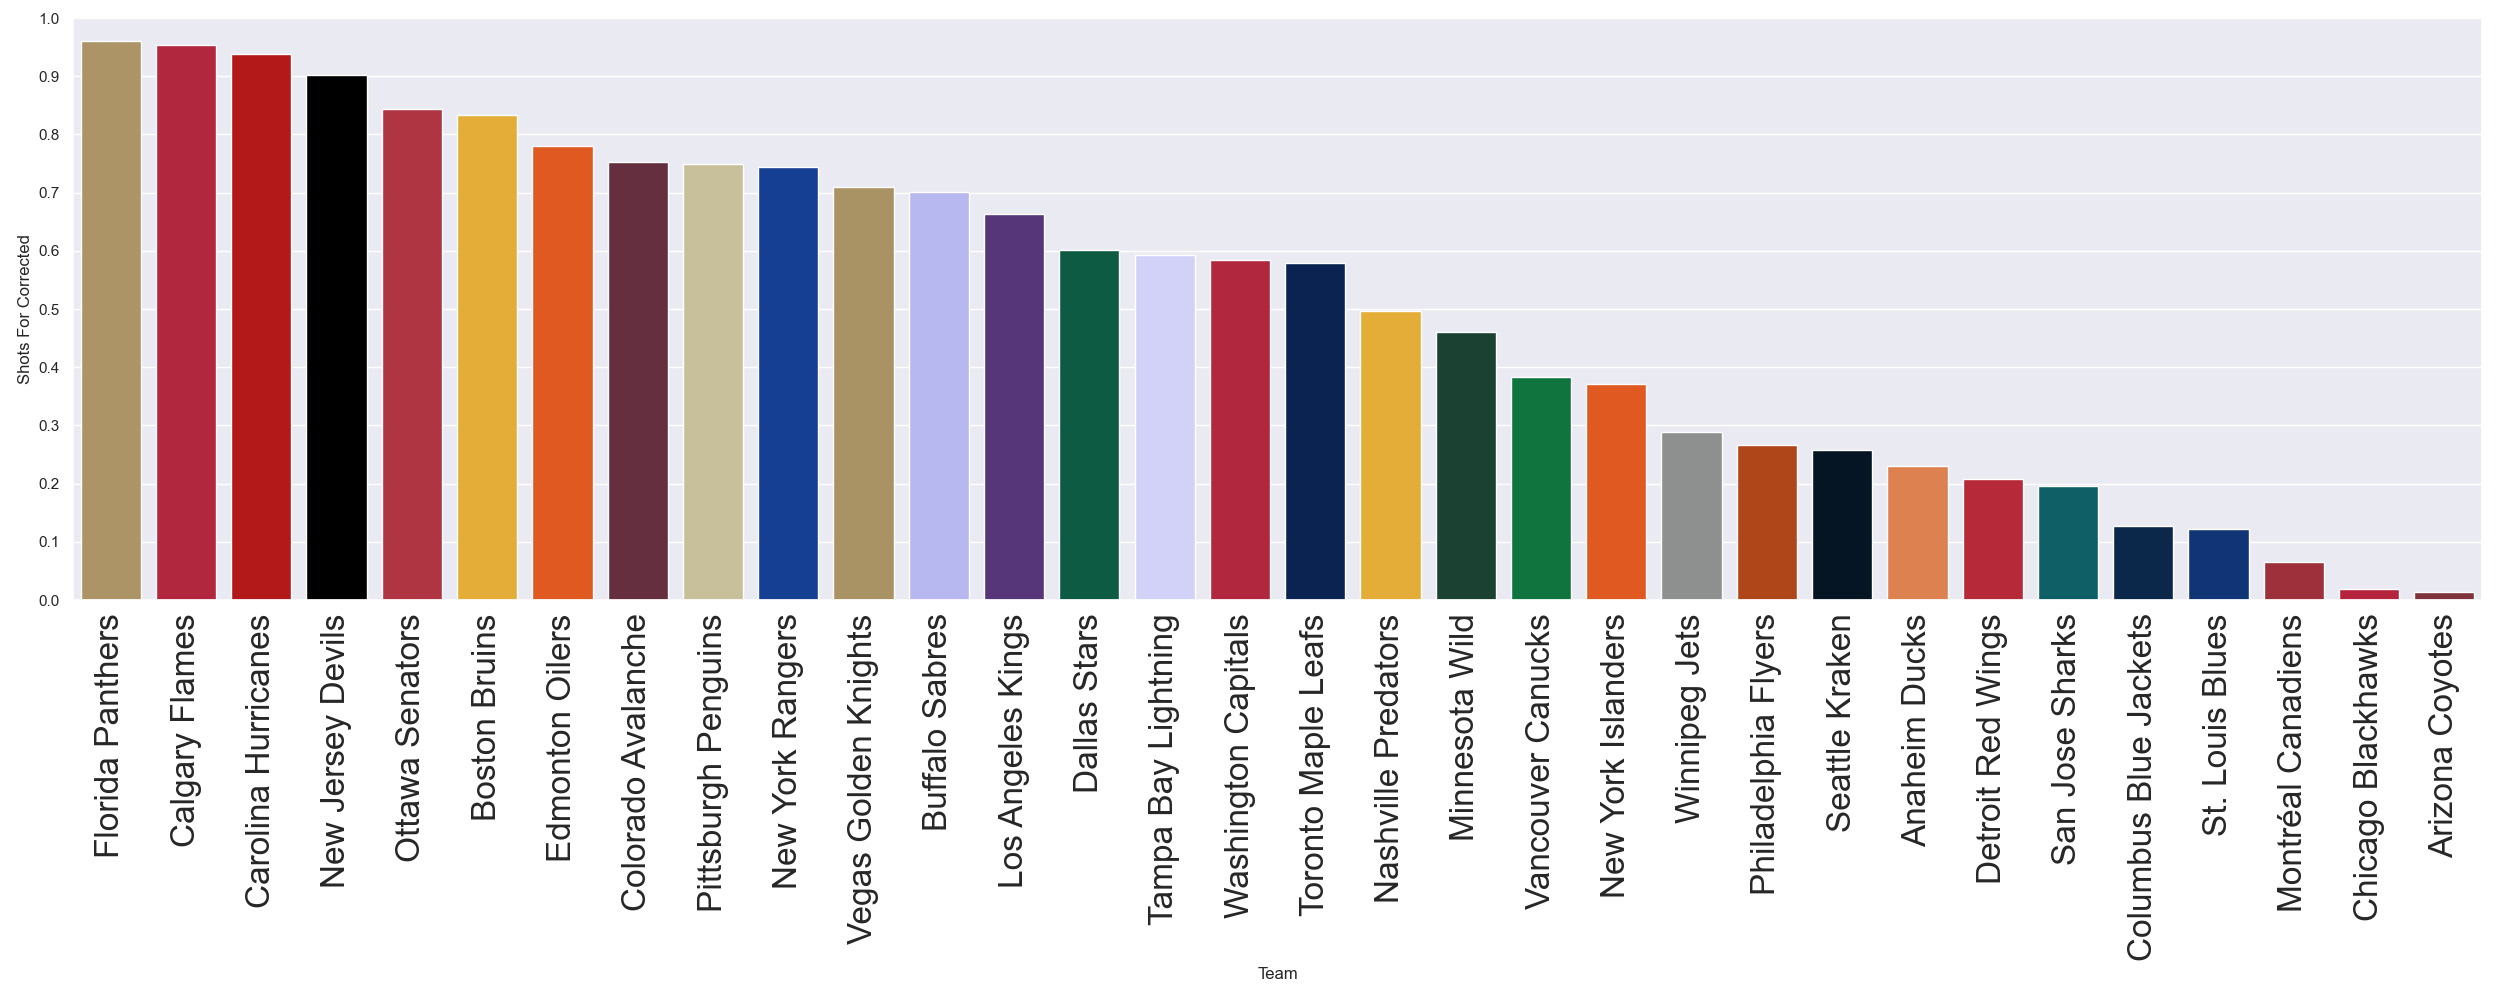 1.0
0.9
0.8
0.7
0.6
0.5
0.4
0.3
0.2
0.1
0.0
Shots For Corrected
Florida Panthers
Calgary Flames
Carolina Hurricanes
New Jersey Devils
Ottawa Senators
Boston Bruins
Edmonton Oilers
Colorado Avalanche
Pittsburgh Penguins
New York Rangers
Vegas Golden Knights
Buffalo Sabres
Los Angeles Kings
Dallas Stars
Tampa Bay Lightning
Washington Capitals
Toronto Maple Leafs
Nashville Predators
Minnesota Wild
Vancouver Canucks
New York Islanders
Winnipeg Jets
Philadelphia Flyers
Seattle Kraken
Anaheim Ducks
Detroit Red Wings
San Jose Sharks
Columbus Blue Jackets
St. Louis Blues
Montréal Canadiens
Chicago Blackhawks
Arizona Coyotes
Team